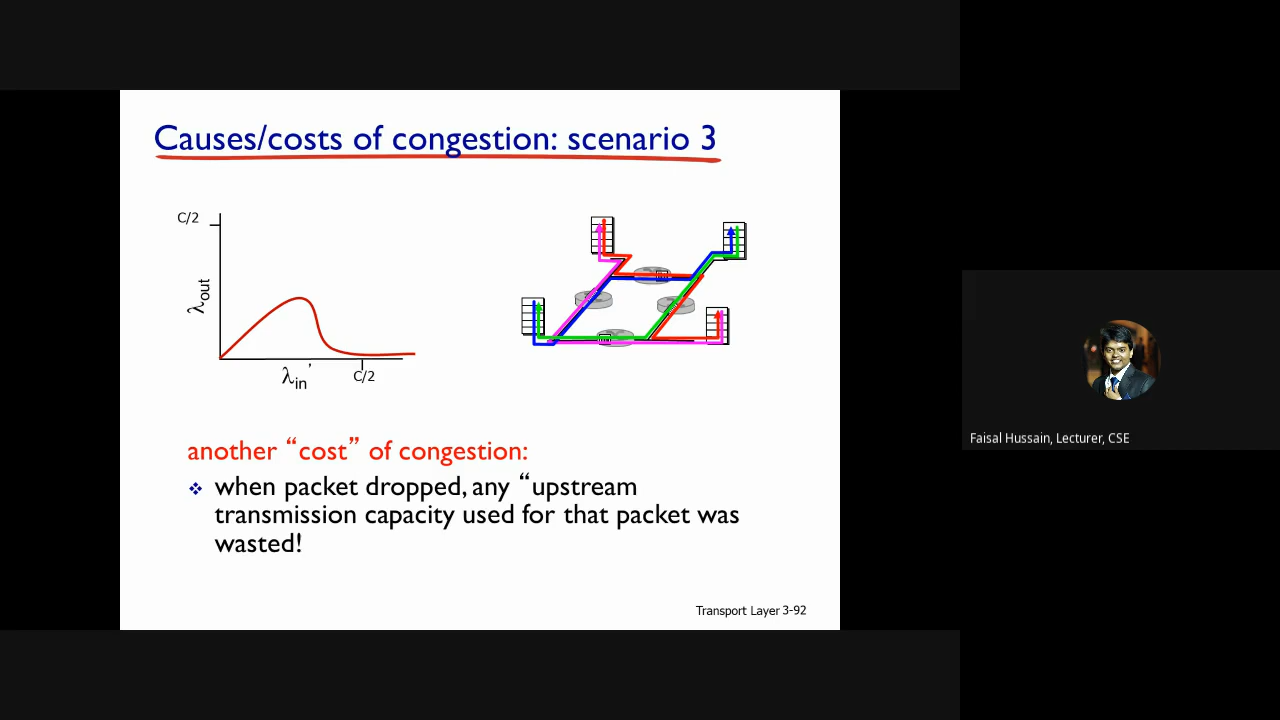 Causes/costs of congestion: scenario 3
C/2
λout
λin’
C/2
another “cost” of congestion:
❖ when packet dropped, any “upstream
transmission capacity used for that packet was
wasted!
Transport Layer 3-92
Faisal Hussain, Lecturer, CSE